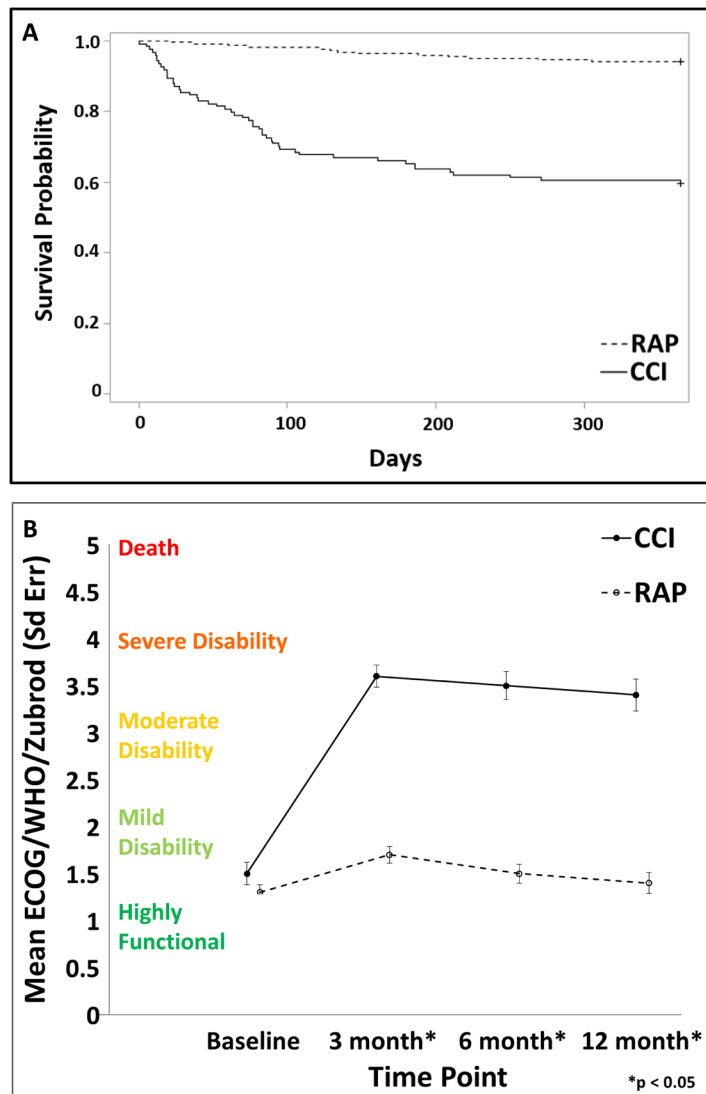 A
Survival Probability
1.0
0.8
0.6
0.4
0.2
0
RAP
CCI
0
100
200
300
Days
B
Mean ECOG/WHO/Zubrod (Sd Err)
5
4.5
4
3.5
3
2.5
2
1.5
1
0.5
0
Death
Severe Disability
Moderate
Disability
Mild
Disability
Highly
Functional
CCI
RAP
Baseline
3 month*
6 month*
12 month*
Time Point
*p < 0.05